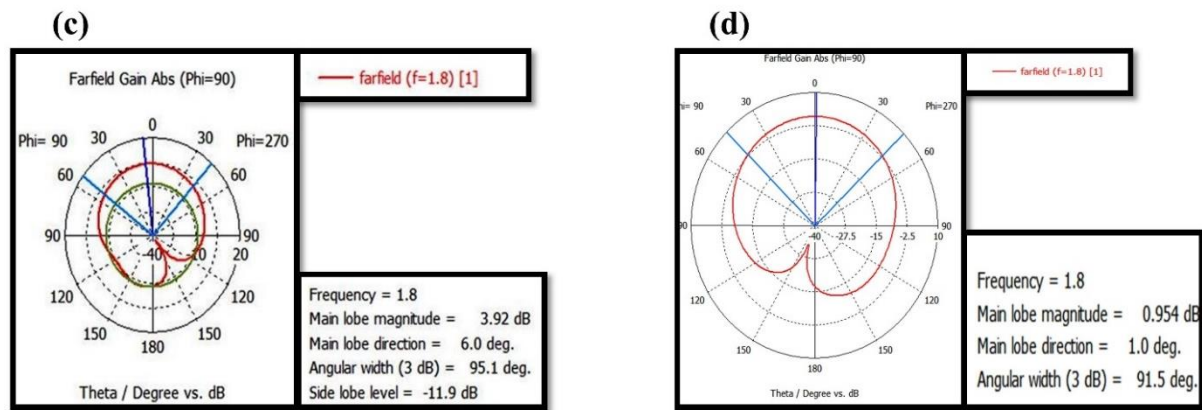 (c)
Farfield Gain Abs (Phi=90)
farfield (f=1.8) [1]
0
30
30
Phi= 90
Phi=270
60
60
90
-40
-10
90
20
120
120
150
150
180
Theta / Degree vs. dB
Frequency = 1.8
Main lobe magnitude = 3.92 dB
Main lobe direction = 6.0 deg.
Angular width (3 dB) = 95.1 deg.
Side lobe level = -11.9 dB
(d)
Farfield Gain Abs (Phi=90)
farfield (f=1.8) [1]
0
30
30
hi= 90
Phi=270
60
60
90
-40
-27.5
-15
-2.5
10
90
120
120
150
150
180
Theta / Degree vs. dB
Frequency = 1.8
Main lobe magnitude = 0.954 dB
Main lobe direction = 1.0 deg.
Angular width (3 dB) = 91.5 deg.